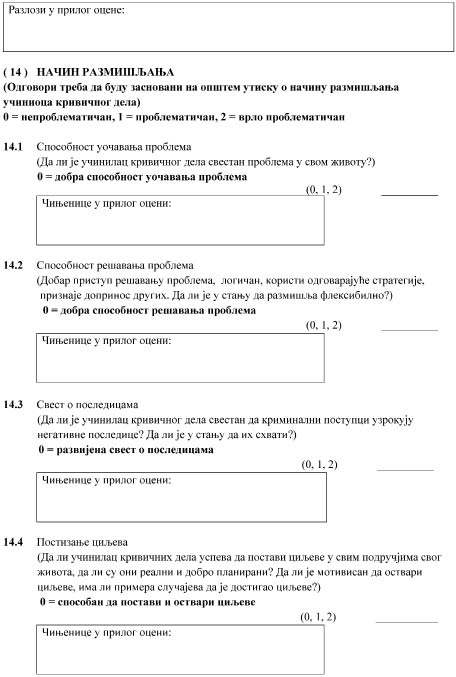 Разлози у прилог оцене:
( 14 ) НАЧИН РАЗМИШЉАЊА
(Одговори треба да буду засновани на општем утиску о начину размишљања
учиниоца кривичног дела)
0 = непроблематичан, 1 = проблематичан, 2 = врло проблематичан
14.1 Способност уочавања проблема
(Да ли је учинилац кривичног дела свестан проблема у свом животу?)
0 = добра способност уочавања проблема
(0, 1, 2) __________
Чињенице у прилог оцени:
14.2 Способност решавања проблема
(Добар приступ решавању проблема, логичан, користи одговарајуће стратегије,
признаје допринос других. Да ли је у стању да размишља флексибилно?)
0 = добра способност решавања проблема
(0, 1, 2) __________
Чињенице у прилог оцени:
14.3 Свест о последицама
(Да ли је учинилац кривичног дела свестан да криминални поступци узрокују
негативне последице? Да ли је у стању да их схвати?)
0 = развијена свест о последицама
(0, 1, 2) __________
Чињенице у прилог оцени:
14.4 Постизање циљева
(Да ли учинилац кривичних дела успева да постави циљеве у свим подручјима свог
живота, да ли су они реални и добро планирани? Да ли је мотивисан да оствари
циљеве, има ли примера случајева да је достигао циљеве?)
0 = способан да постави и оствари циљеве
(0, 1, 2) __________
Чињенице у прилог оцени: